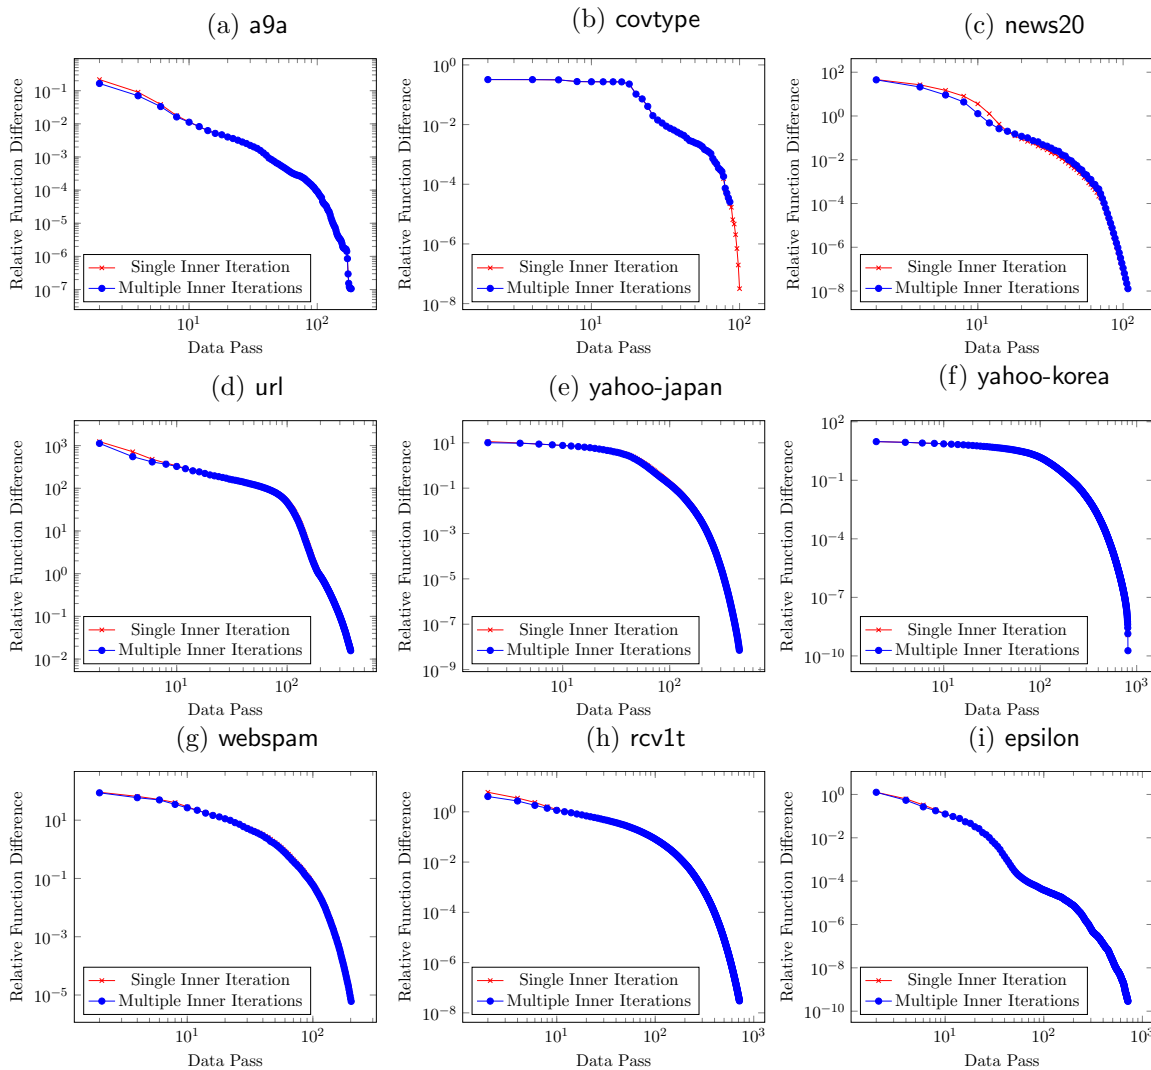 (a) a9a
10^{-1}
10^{-2}
10^{-3}
10^{-4}
10^{-5}
10^{-6}
10^{-7}
Relative Function Difference
Single Inner Iteration
Multiple Inner Iterations
10^1 10^2
Data Pass
(b) covtype
10^0
10^{-2}
10^{-4}
10^{-6}
10^{-8}
Relative Function Difference
Single Inner Iteration
Multiple Inner Iterations
10^1 10^2
Data Pass
(c) news20
10^2
10^0
10^{-2}
10^{-4}
10^{-6}
10^{-8}
Relative Function Difference
Single Inner Iteration
Multiple Inner Iterations
10^1 10^2
Data Pass
(d) url
10^3
10^2
10^1
10^0
10^{-1}
10^{-2}
Relative Function Difference
Single Inner Iteration
Multiple Inner Iterations
10^1 10^2
Data Pass
(e) yahoo-japan
10^1
10^{-1}
10^{-3}
10^{-5}
10^{-7}
10^{-9}
Relative Function Difference
Single Inner Iteration
Multiple Inner Iterations
10^1 10^2
Data Pass
(f) yahoo-korea
10^2
10^{-1}
10^{-4}
10^{-7}
10^{-10}
Relative Function Difference
Single Inner Iteration
Multiple Inner Iterations
10^1 10^2 10^3
Data Pass
(g) webspam
10^1
10^{-1}
10^{-3}
10^{-5}
Relative Function Difference
Single Inner Iteration
Multiple Inner Iterations
10^1 10^2
Data Pass
(h) rcv1t
10^0
10^{-2}
10^{-4}
10^{-6}
10^{-8}
Relative Function Difference
Single Inner Iteration
Multiple Inner Iterations
10^1 10^2 10^3
Data Pass
(i) epsilon
10^0
10^{-2}
10^{-4}
10^{-6}
10^{-8}
10^{-10}
Relative Function Difference
Single Inner Iteration
Multiple Inner Iterations
10^1 10^2 10^3
Data Pass